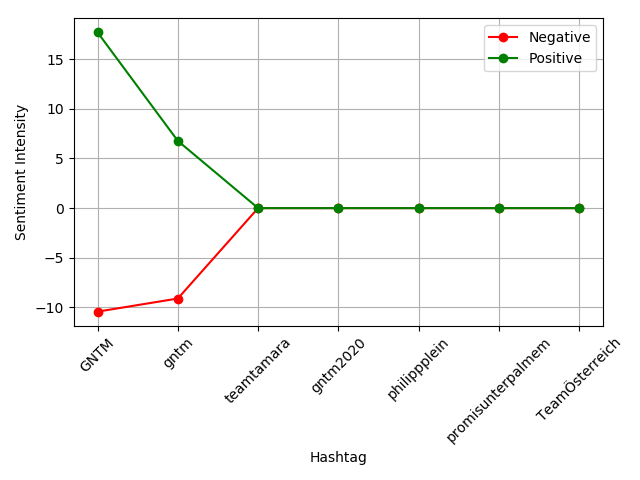 Negative
Positive
15
10
5
0
−5
−10
Sentiment Intensity
GNTM
gntm
teamtamara
gntm2020
philippplein
promisunterpalmem
TeamÖsterreich
Hashtag